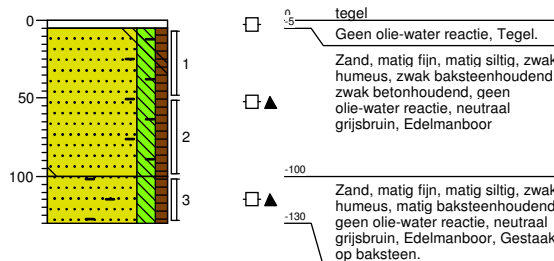 0
50
100
1
2
3
0
-5
tegel
Geen olie-water reactie, Tegel.
Zand, matig fijn, matig siltig, zwak
humeus, zwak baksteenhoudend
zwak betonhoudend, geen
olie-water reactie, neutraal
grijsbruin, Edelmanboor
-100
Zand, matig fijn, matig siltig, zwak
humeus, matig baksteenhoudend
geen olie-water reactie, neutraal
grijsbruin, Edelmanboor, Gestaak
op baksteen.
-130